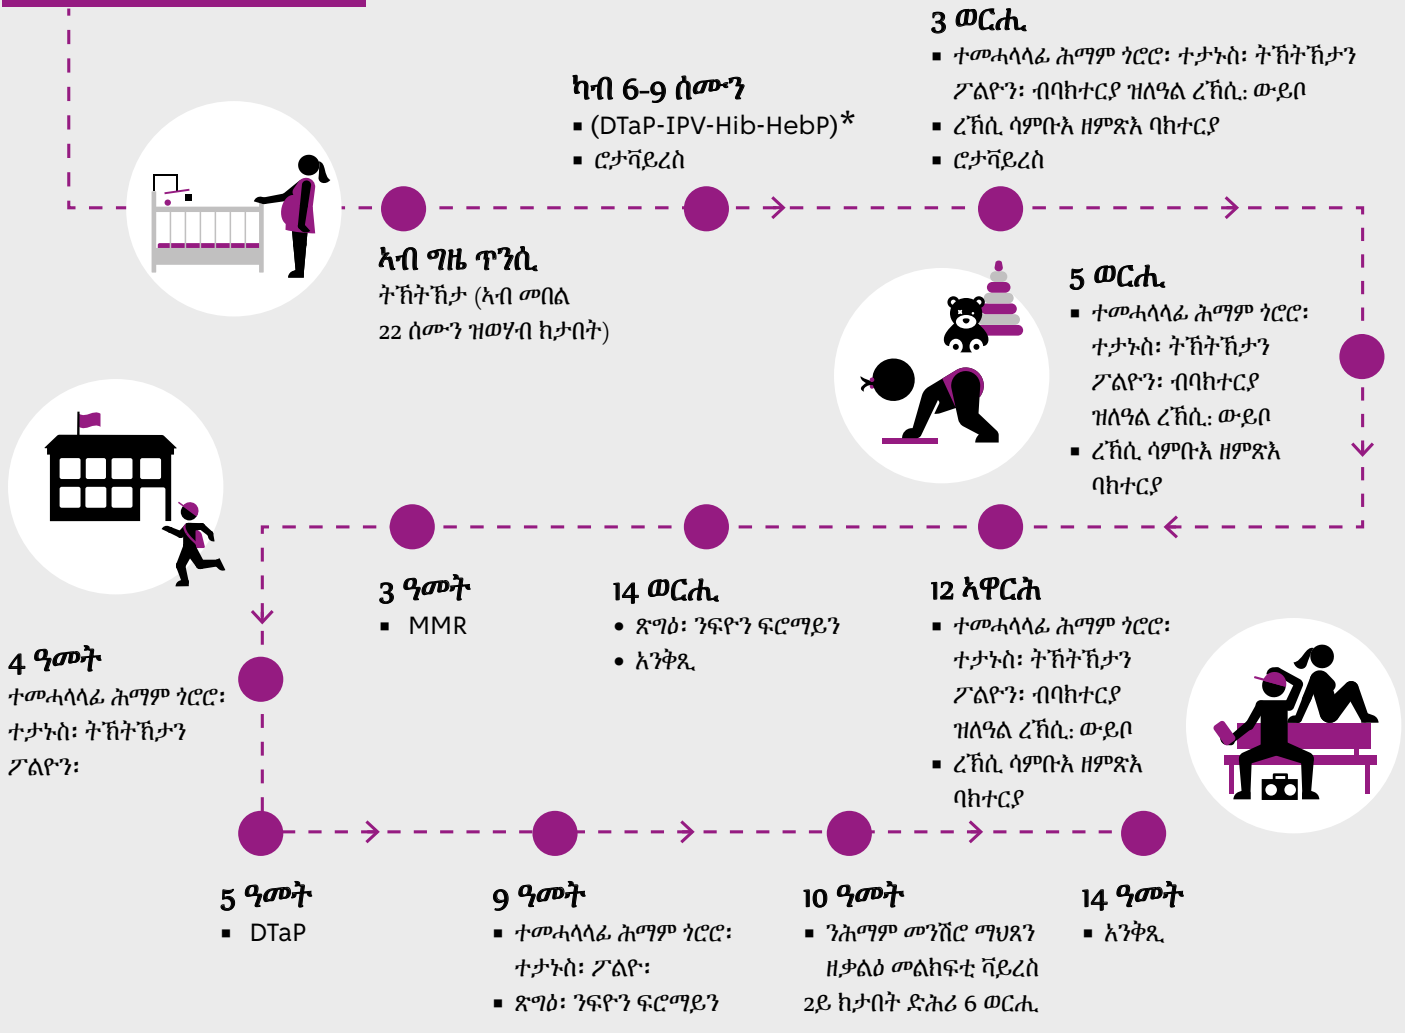 ኣብ ግዜ ጥንሲ
ትኽትኽታ (ኣብ መበል
22 ሰሙን ዝወሃብ ክታበት)
ካብ 6-9 ሰሙን
▪ (DTaP-IPV-Hib-HebP)*
▪ ሮታቫይረስ
3 ወርሒ
▪ ተመሓላላፊ ሕማም ጎሮሮ፡ ተታኑስ፡ ትኽትኽታን
ፖልዮን፡ ብባክተርያ ዝለዓል ረኽሲ: ውይቦ
▪ ረኽሲ ሳምቡእ ዘምጽእ ባክተርያ
▪ ሮታቫይረስ
5 ወርሒ
▪ ተመሓላላፊ ሕማም ጎሮሮ፡
ተታኑስ፡ ትኽትኽታን
ፖልዮን፡ ብባክተርያ
ዝለዓል ረኽሲ: ውይቦ
▪ ረኽሲ ሳምቡእ ዘምጽእ
ባክተርያ
12 ኣዋርሕ
▪ ተመሓላላፊ ሕማም ጎሮሮ፡
ተታኑስ፡ ትኽትኽታን
ፖልዮን፡ ብባክተርያ
ዝለዓል ረኽሲ: ውይቦ
▪ ረኽሲ ሳምቡእ ዘምጽእ
ባክተርያ
14 ወርሒ
• ጽግዕ፡ ንፍዮን ፍሮማይን
• አንቅጺ
3 ዓመት
▪ MMR
4 ዓመት
ተመሓላላፊ ሕማም ጎሮሮ፡
ተታኑስ፡ ትኽትኽታን
ፖልዮን፡
5 ዓመት
▪ DTaP
9 ዓመት
▪ ተመሓላላፊ ሕማም ጎሮሮ፡
ተታኑስ፡ ፖልዮ፡
▪ ጽግዕ፡ ንፍዮን ፍሮማይን
10 ዓመት
▪ ንሕማም መንሽሮ ማህጸን
ዘቃልዕ መልክፍቲ ቫይረስ
2ይ ክታበት ድሕሪ 6 ወርሒ
14 ዓመት
▪ አንቅጺ